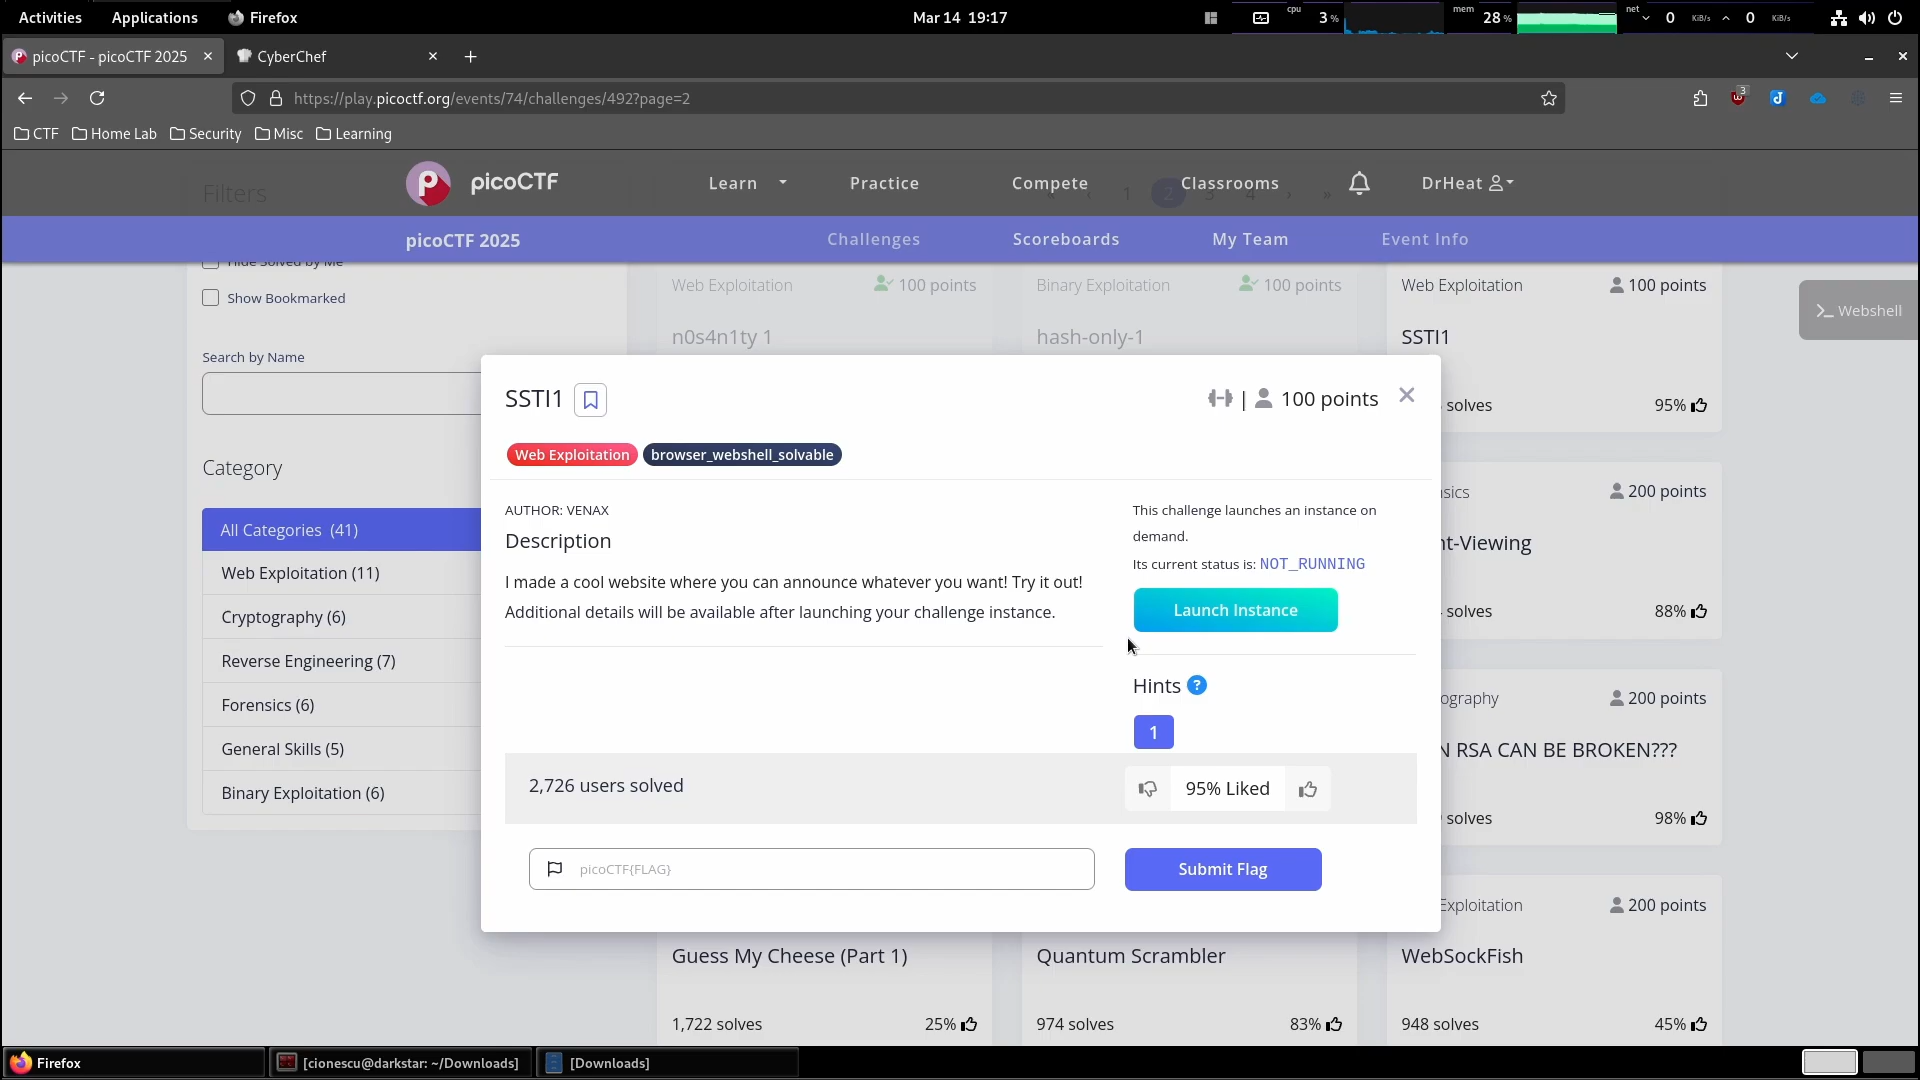 Activities Applications Firefox Mar 14 19:17 cpu 3 % mem 28 % net 0 KiB/s 0 KiB/s
picoCTF - picoCTF 2025 CyberChef
https://play.picoctf.org/events/74/challenges/492?page=2 3
CTF Home Lab Security Misc Learning
picoCTF Learn Practice Compete Classrooms DrHeat
Filters « 1 2 3 4 › »
picoCTF 2025 Challenges Scoreboards My Team Event Info
Hide Solved by Me
Show Bookmarked
Search by Name
Category
All Categories (41)
Web Exploitation (11)
Cryptography (6)
Reverse Engineering (7)
Forensics (6)
General Skills (5)
Binary Exploitation (6)
Web Exploitation 100 points
n0s4n1ty 1
Binary Exploitation 100 points
hash-only-1
Web Exploitation 100 points
SSTI1
solves 95%
Webshell
SSTI1 | 100 points
Web Exploitation browser_webshell_solvable
AUTHOR: VENAX
Description
I made a cool website where you can announce whatever you want! Try it out!
Additional details will be available after launching your challenge instance.
This challenge launches an instance on
demand.
Its current status is: NOT_RUNNING
Launch Instance
Hints ?
1
2,726 users solved
95% Liked
picoCTF{FLAG}
Submit Flag
sics 200 points
nt-Viewing
solves 88%
ography 200 points
N RSA CAN BE BROKEN???
solves 98%
Exploitation 200 points
Guess My Cheese (Part 1)
1,722 solves 25%
Quantum Scrambler
974 solves 83%
WebSockFish
948 solves 45%
Firefox [cionescu@darkstar: ~/Downloads] [Downloads]